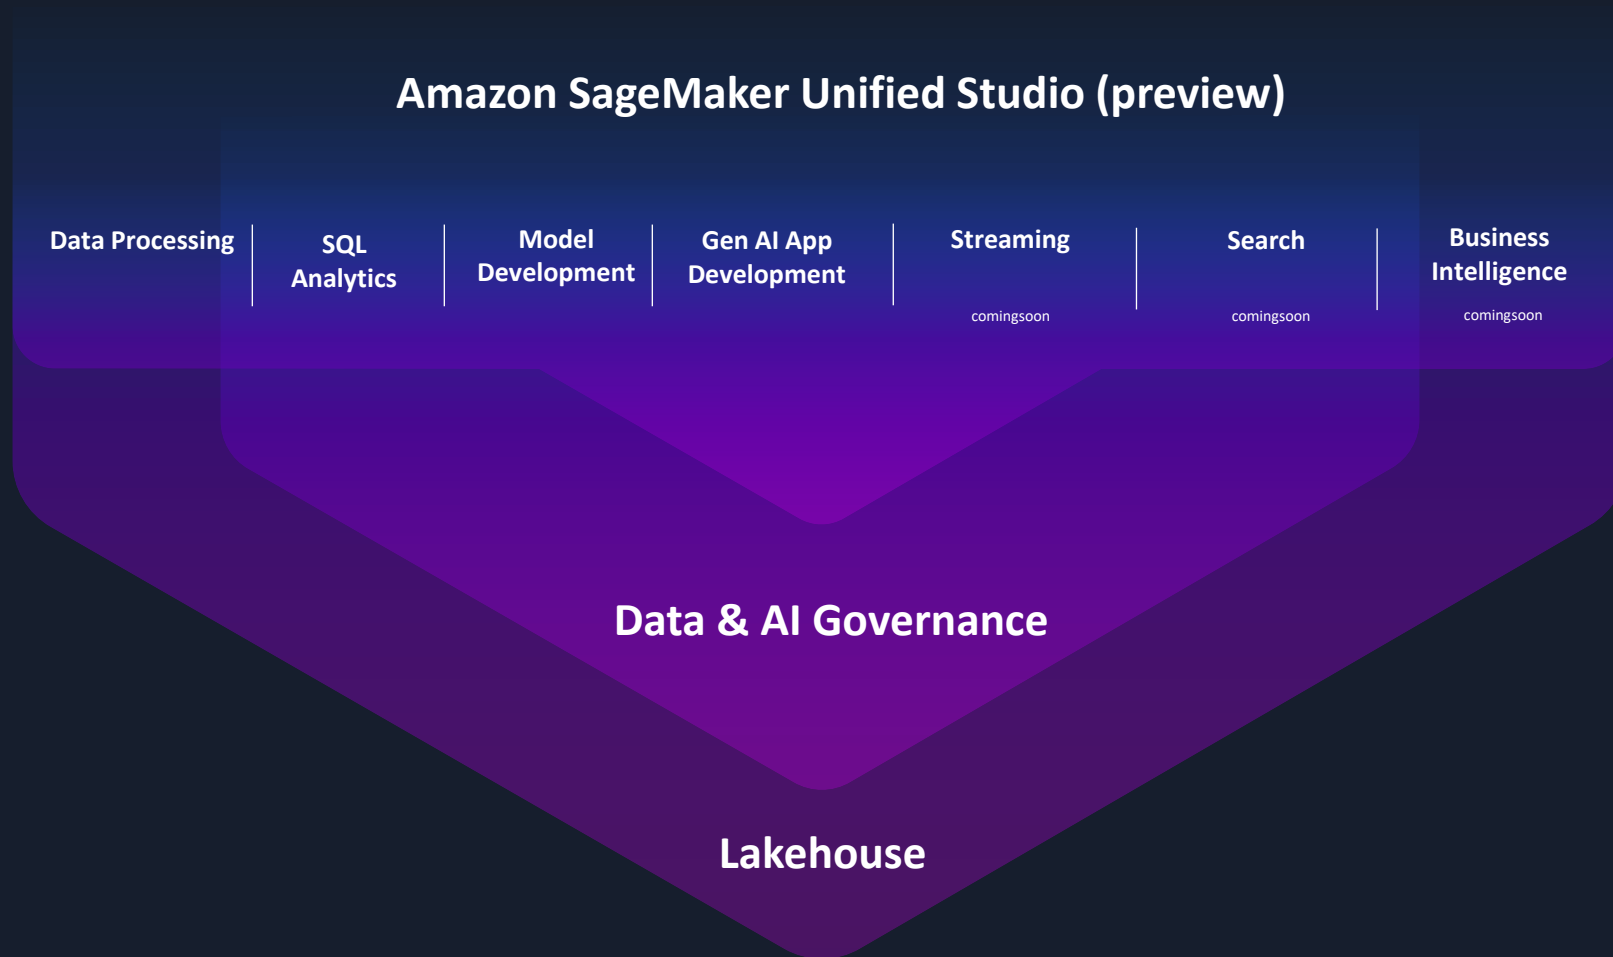 Amazon SageMaker Unified Studio (preview)
Data Processing
SQL
Analytics
Model
Development
Gen AI App
Development
Streaming
comingsoon
Search
comingsoon
Business
Intelligence
comingsoon
Data & AI Governance
Lakehouse